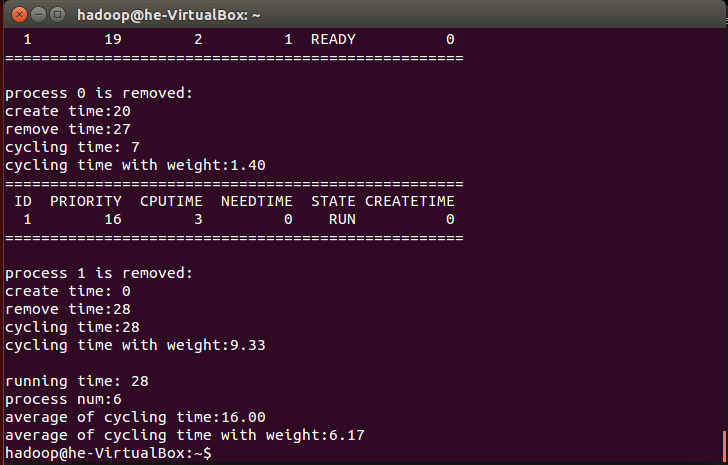 hadoop@he-VirtualBox: ~
1 19 2 1 READY 0
===================================================
process 0 is removed:
create time:20
remove time:27
cycling time: 7
cycling time with weight:1.40
===================================================
ID PRIORITY CPUTIME NEEDTIME STATE CREATETIME
1 16 3 0 RUN 0
===================================================
process 1 is removed:
create time: 0
remove time:28
cycling time:28
cycling time with weight:9.33
running time: 28
process num:6
average of cycling time:16.00
average of cycling time with weight:6.17
hadoop@he-VirtualBox:~$